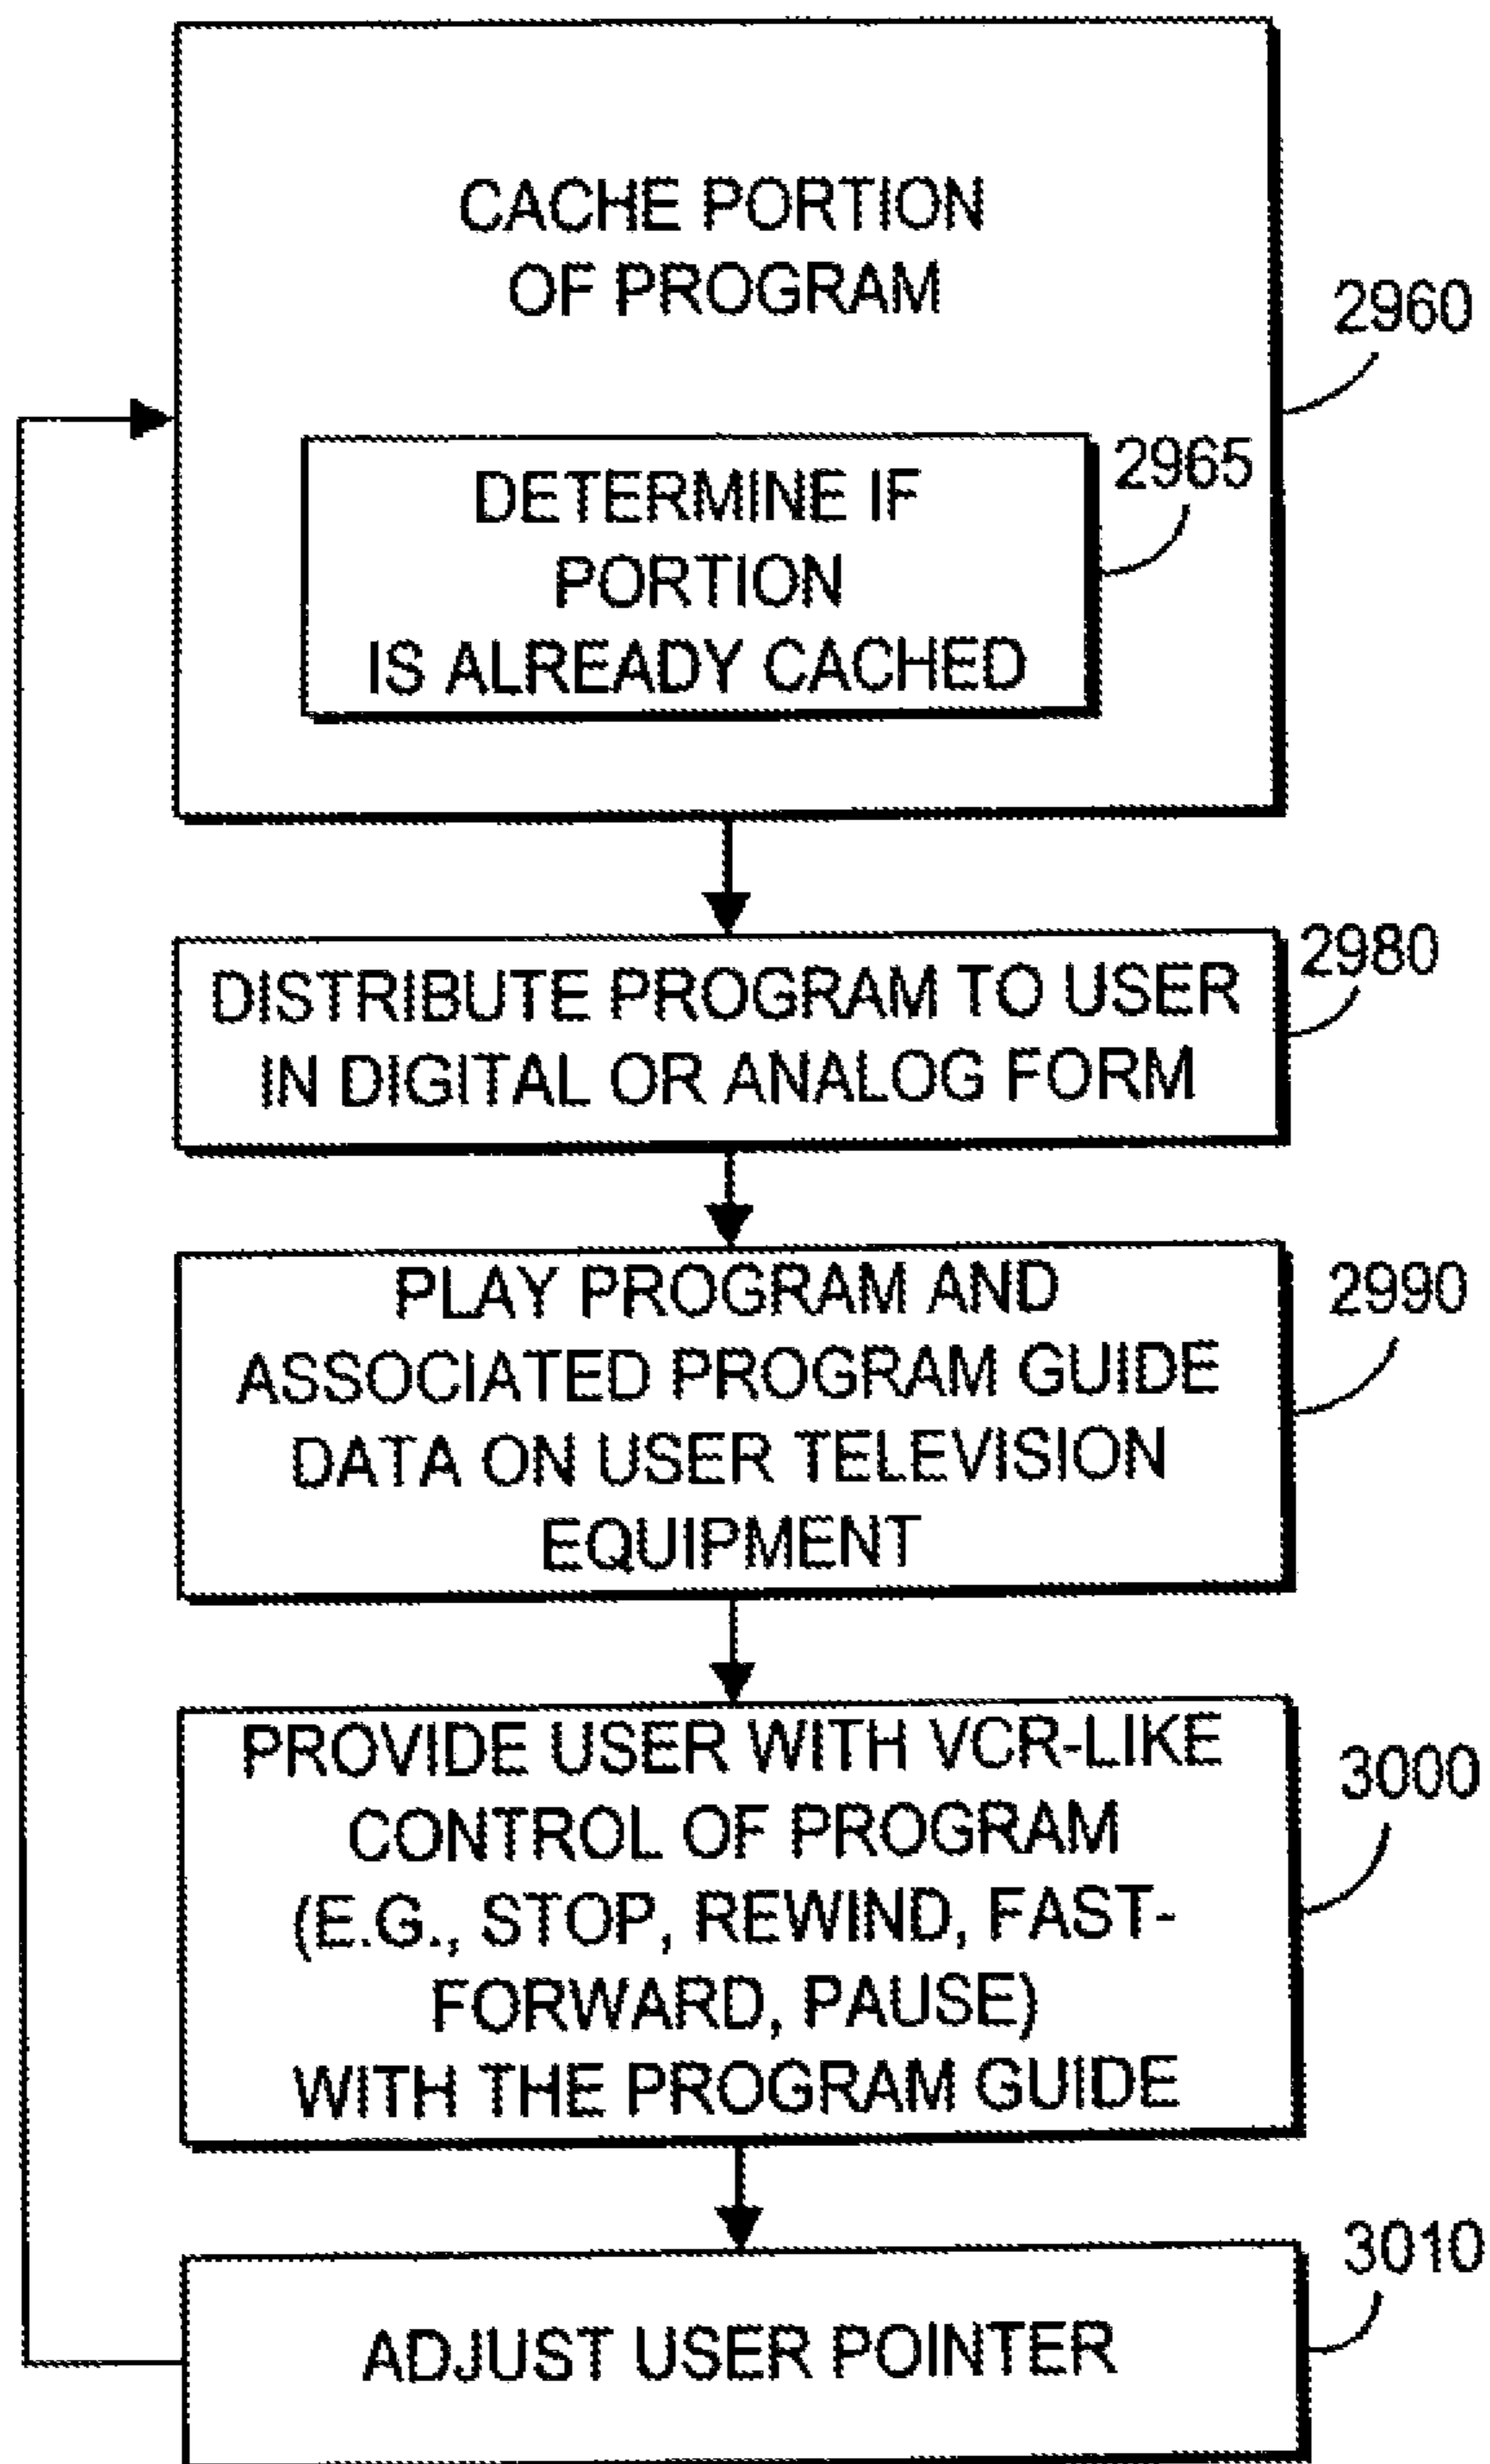 CACHE PORTION
OF PROGRAM
2960
2965
DETERMINE IF
PORTION
IS ALREADY CACHED
2980
DISTRIBUTE PROGRAM TO USER
IN DIGITAL OR ANALOG FORM
2990
PLAY PROGRAM AND
ASSOCIATED PROGRAM GUIDE
DATA ON USER TELEVISION
EQUIPMENT
3000
PROVIDE USER WITH VCR-LIKE
CONTROL OF PROGRAM
(E.G., STOP, REWIND, FAST-
FORWARD, PAUSE)
WITH THE PROGRAM GUIDE
3010
ADJUST USER POINTER